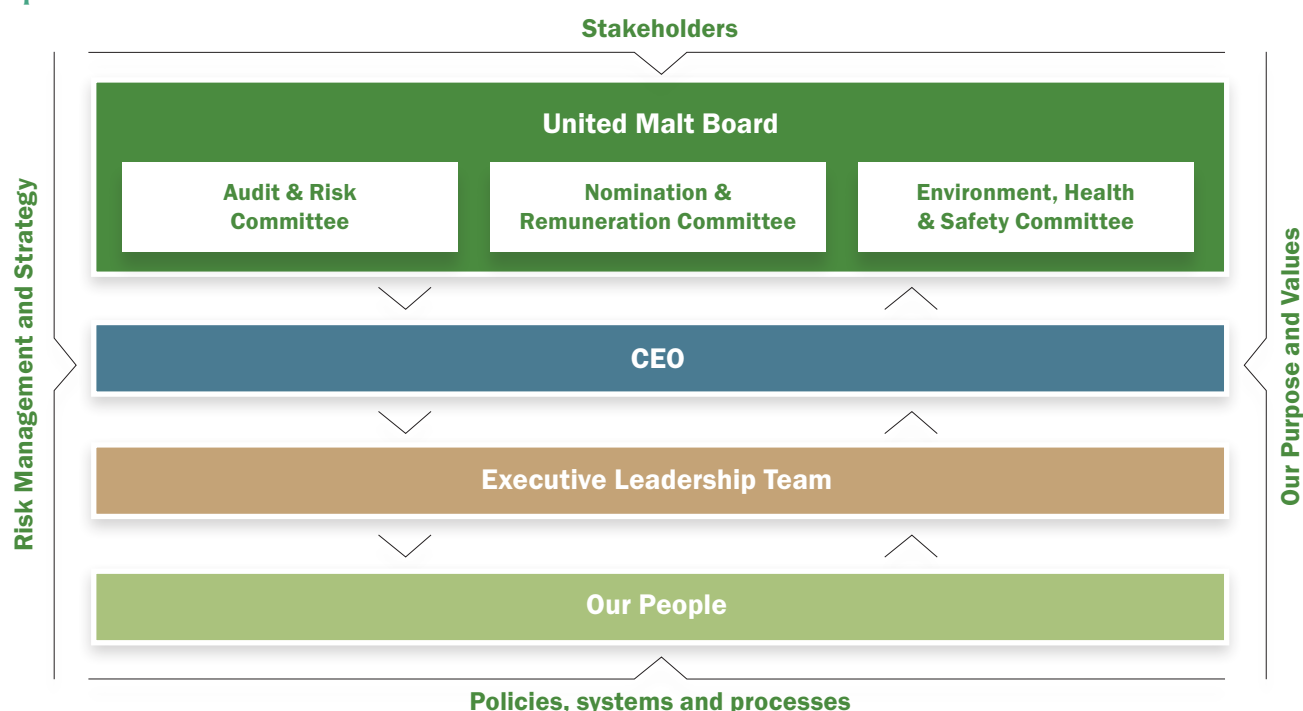 Stakeholders
United Malt Board
Audit & Risk
Committee
Nomination &
Remuneration Committee
Environment, Health
& Safety Committee
CEO
Executive Leadership Team
Our People
Policies, systems and processes
Risk Management and Strategy
Our Purpose and Values